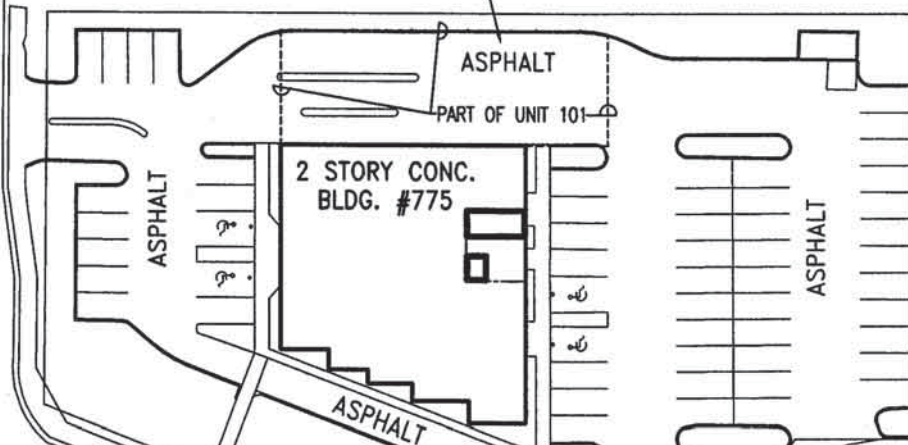 ASPHALT
PART OF UNIT 101
2 STORY CONC.
BLDG. #775
ASPHALT
ASPHALT
ASPHALT